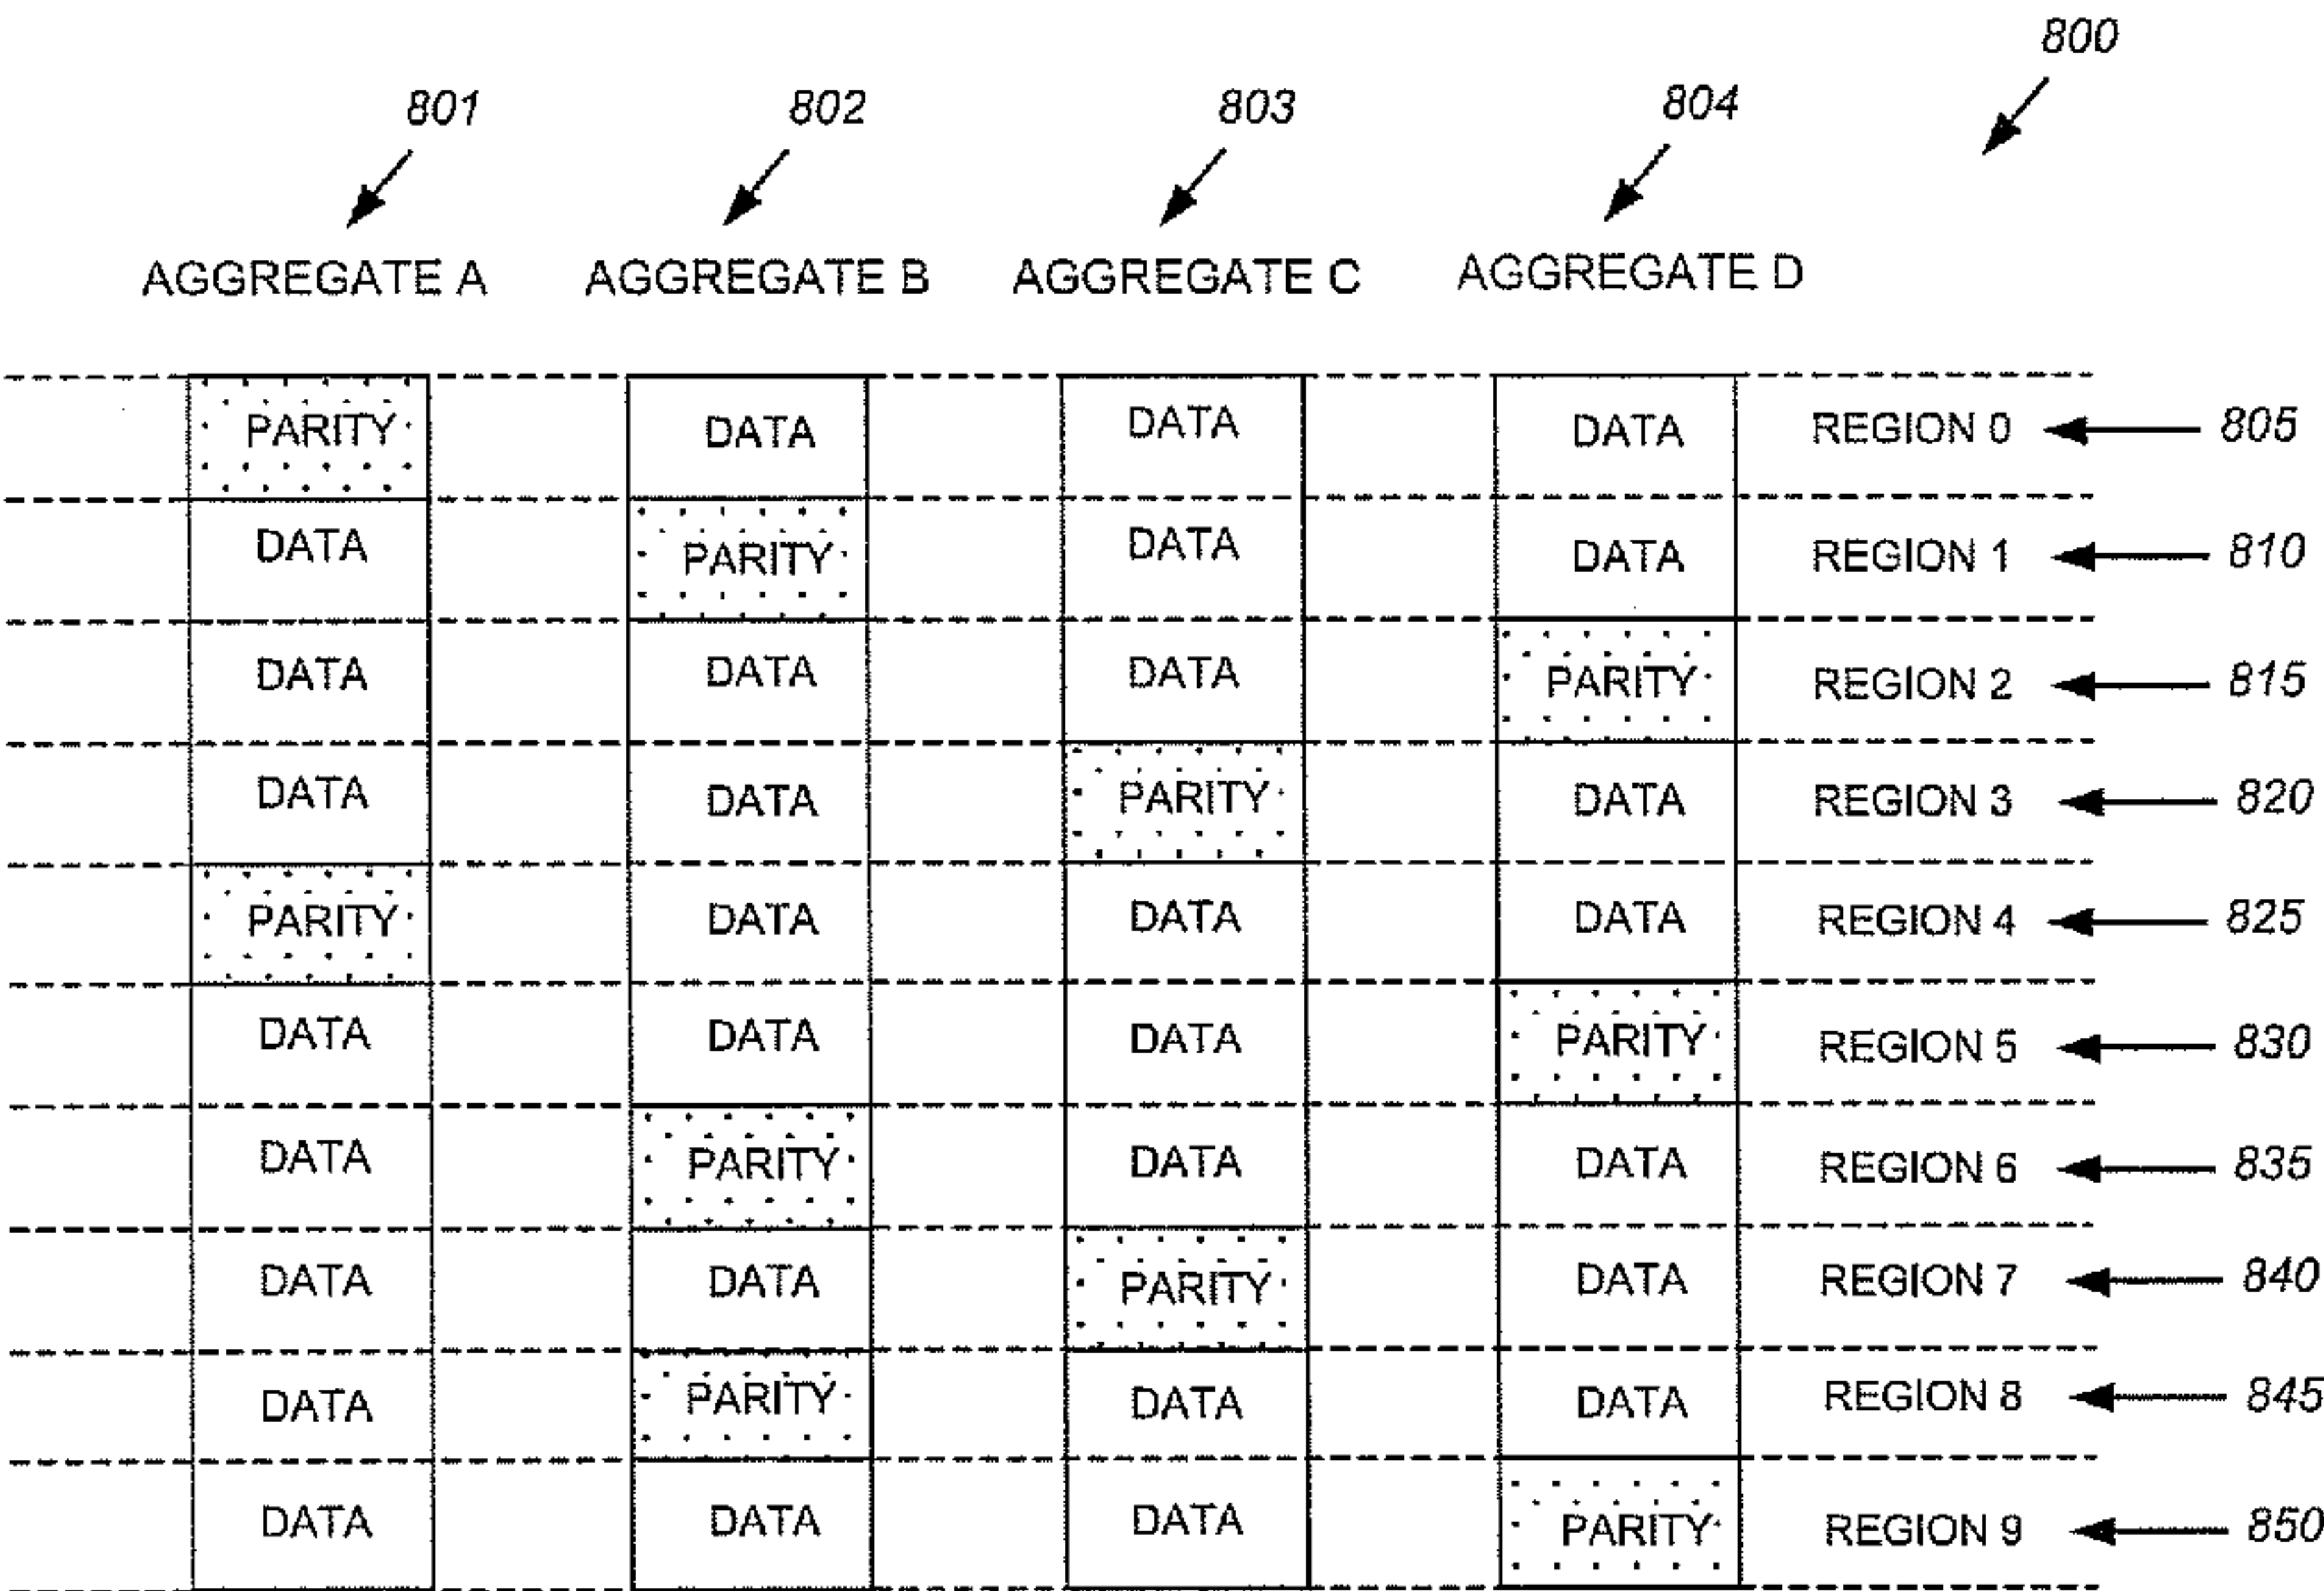 800
801 802 803 804
AGGREGATE A AGGREGATE B AGGREGATE C AGGREGATE D
PARITY DATA DATA DATA REGION 0 805
DATA PARITY DATA DATA REGION 1 810
DATA DATA DATA PARITY REGION 2 815
DATA DATA PARITY DATA REGION 3 820
PARITY DATA DATA DATA REGION 4 825
DATA DATA DATA PARITY REGION 5 830
DATA PARITY DATA DATA REGION 6 835
DATA DATA PARITY DATA REGION 7 840
DATA PARITY DATA DATA REGION 8 845
DATA DATA DATA PARITY REGION 9 850